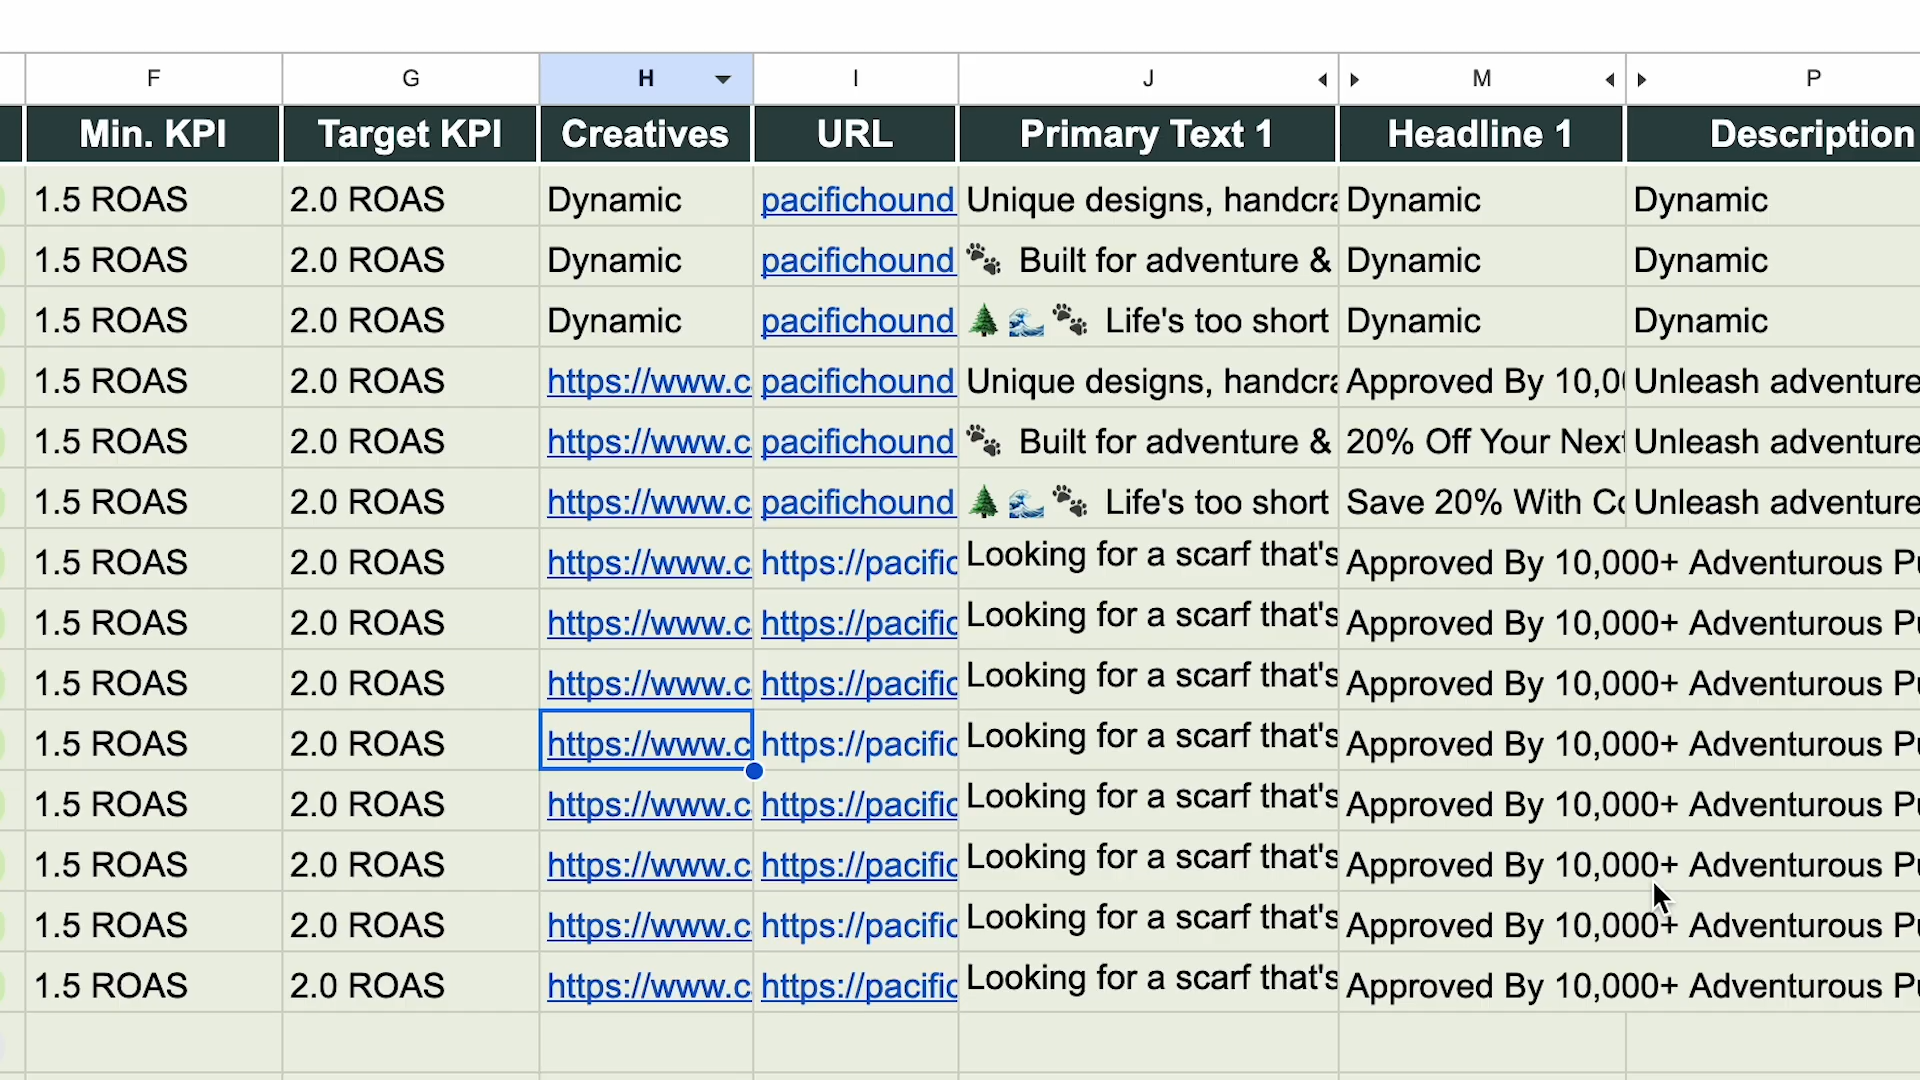 F G H I J M P
Min. KPI Target KPI Creatives URL Primary Text 1 Headline 1 Description
1.5 ROAS 2.0 ROAS Dynamic pacifichound Unique designs, handcra Dynamic Dynamic
1.5 ROAS 2.0 ROAS Dynamic pacifichound 🐾 Built for adventure & Dynamic Dynamic
1.5 ROAS 2.0 ROAS Dynamic pacifichound 🌲🌊🐾 Life's too short Dynamic Dynamic
1.5 ROAS 2.0 ROAS https://www.c pacifichound Unique designs, handcra Approved By 10,00 Unleash adventure
1.5 ROAS 2.0 ROAS https://www.c pacifichound 🐾 Built for adventure & 20% Off Your Next Unleash adventure
1.5 ROAS 2.0 ROAS https://www.c pacifichound 🌲🌊🐾 Life's too short Save 20% With Co Unleash adventure
1.5 ROAS 2.0 ROAS https://www.c https://pacific Looking for a scarf that's Approved By 10,000+ Adventurous Pu
1.5 ROAS 2.0 ROAS https://www.c https://pacific Looking for a scarf that's Approved By 10,000+ Adventurous Pu
1.5 ROAS 2.0 ROAS https://www.c https://pacific Looking for a scarf that's Approved By 10,000+ Adventurous Pu
1.5 ROAS 2.0 ROAS https://www.c https://pacific Looking for a scarf that's Approved By 10,000+ Adventurous Pu
1.5 ROAS 2.0 ROAS https://www.c https://pacific Looking for a scarf that's Approved By 10,000+ Adventurous Pu
1.5 ROAS 2.0 ROAS https://www.c https://pacific Looking for a scarf that's Approved By 10,000+ Adventurous Pu
1.5 ROAS 2.0 ROAS https://www.c https://pacific Looking for a scarf that's Approved By 10,000+ Adventurous Pu
1.5 ROAS 2.0 ROAS https://www.c https://pacific Looking for a scarf that's Approved By 10,000+ Adventurous Pu